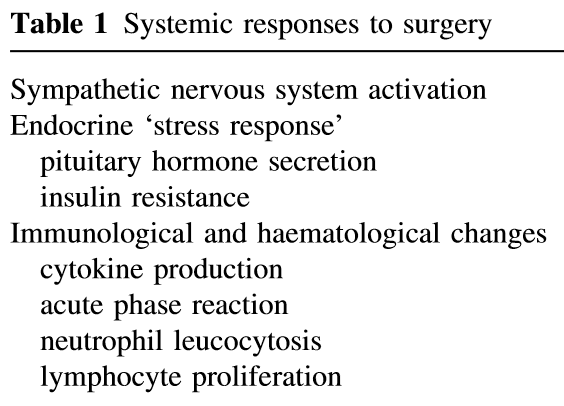 Table 1 Systemic responses to surgery
Sympathetic nervous system activation
Endocrine ‘stress response’
pituitary hormone secretion
insulin resistance
Immunological and haematological changes
cytokine production
acute phase reaction
neutrophil leucocytosis
lymphocyte proliferation